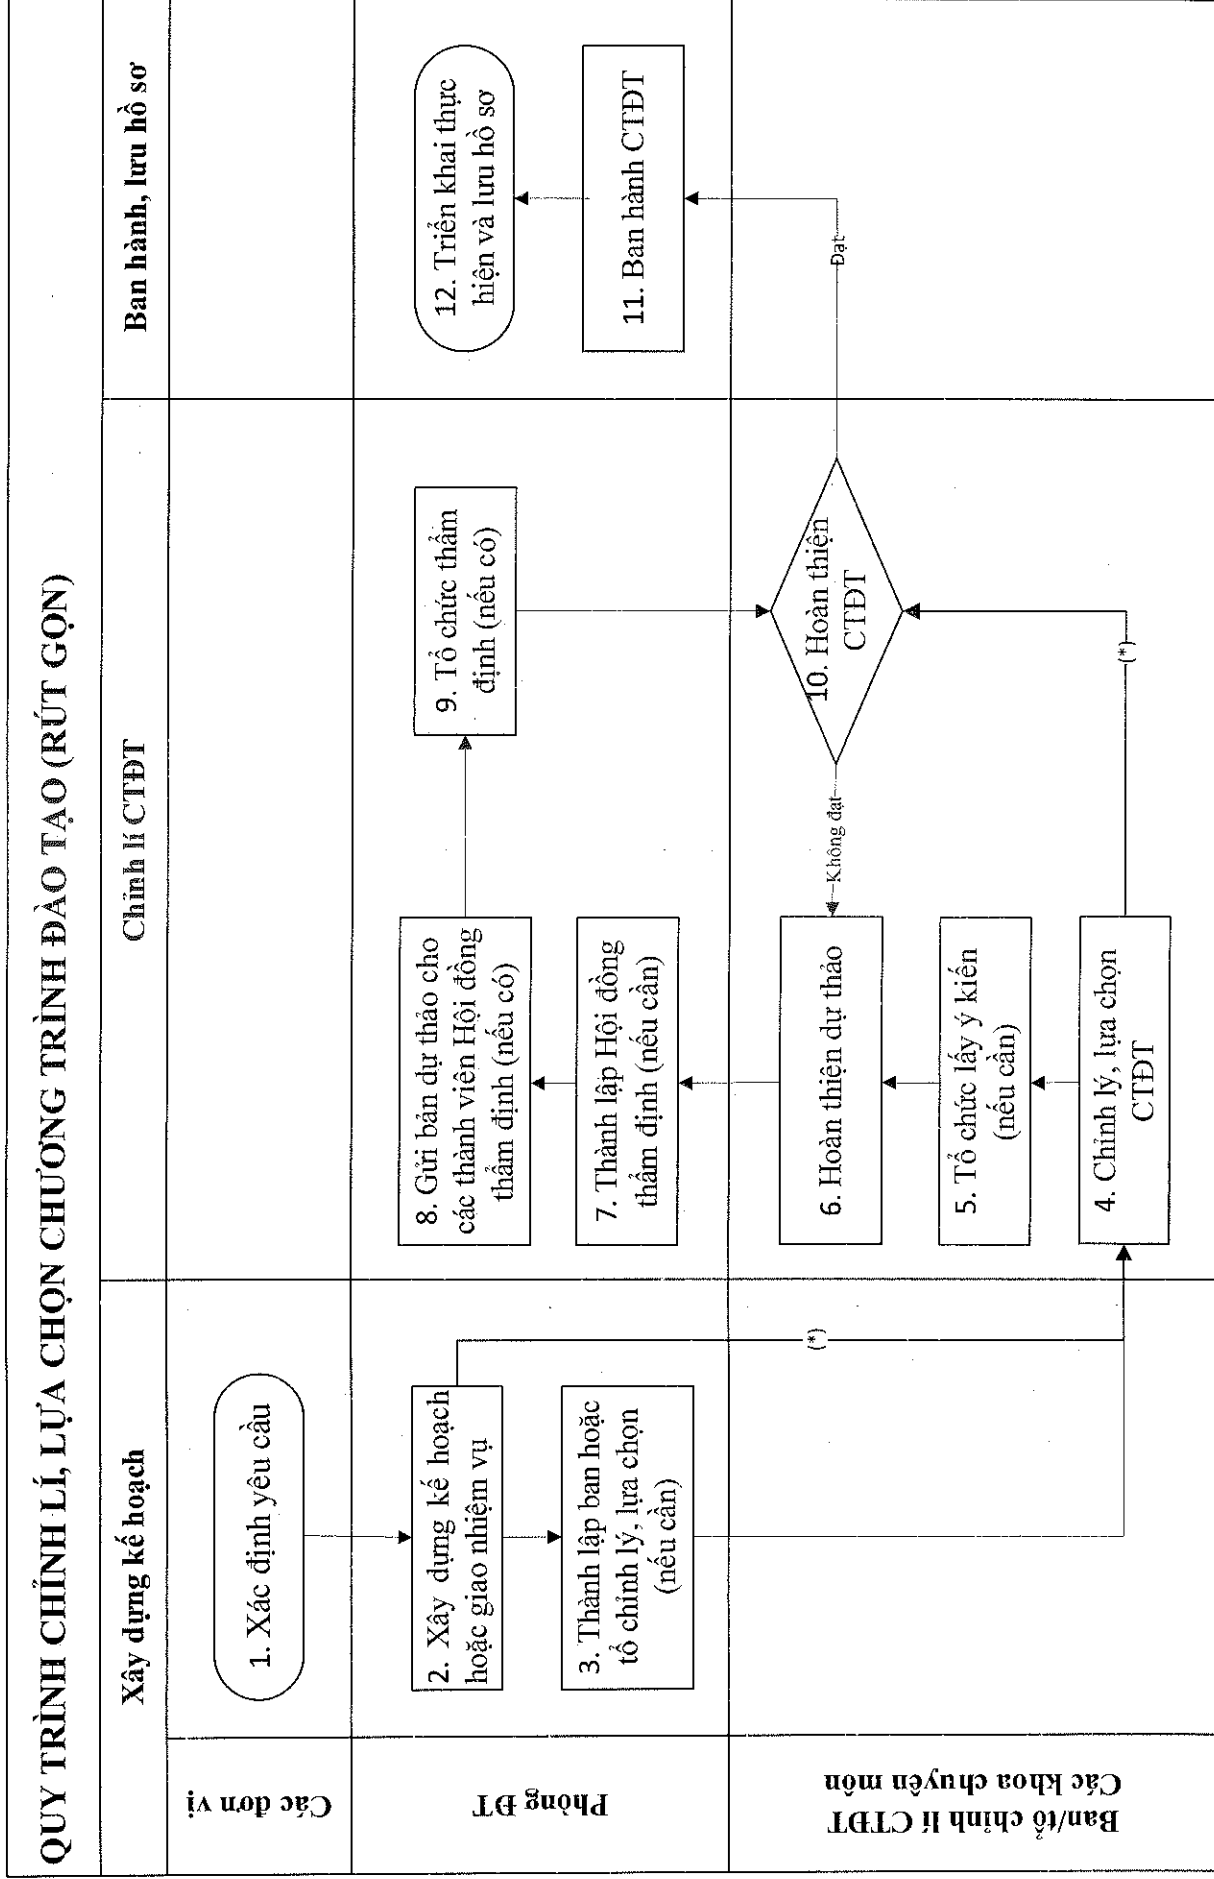 QUY TRÌNH CHỈNH LÍ, LỰA CHỌN CHƯƠNG TRÌNH ĐÀO TẠO (RÚT GỌN)
Xây dựng kế hoạch
Chỉnh lí CTĐT
Ban hành, lưu hồ sơ
Các đơn vị
1. Xác định yêu cầu
Phòng ĐT
2. Xây dựng kế hoạch
hoặc giao nhiệm vụ
3. Thành lập ban hoặc
tổ chỉnh lý, lựa chọn
(nếu cần)
(*)
8. Gửi bản dự thảo cho
các thành viên Hội đồng
thẩm định (nếu có)
7. Thành lập Hội đồng
thẩm định (nếu cần)
9. Tổ chức thẩm
định (nếu có)
12. Triển khai thực
hiện và lưu hồ sơ
11. Ban hành CTĐT
Ban/tổ chỉnh lí CTĐT
Các khoa chuyên môn
6. Hoàn thiện dự thảo
Không đạt
10. Hoàn thiện
CTĐT
Đạt
5. Tổ chức lấy ý kiến
(nếu cần)
4. Chỉnh lý, lựa chọn
CTĐT
(*)